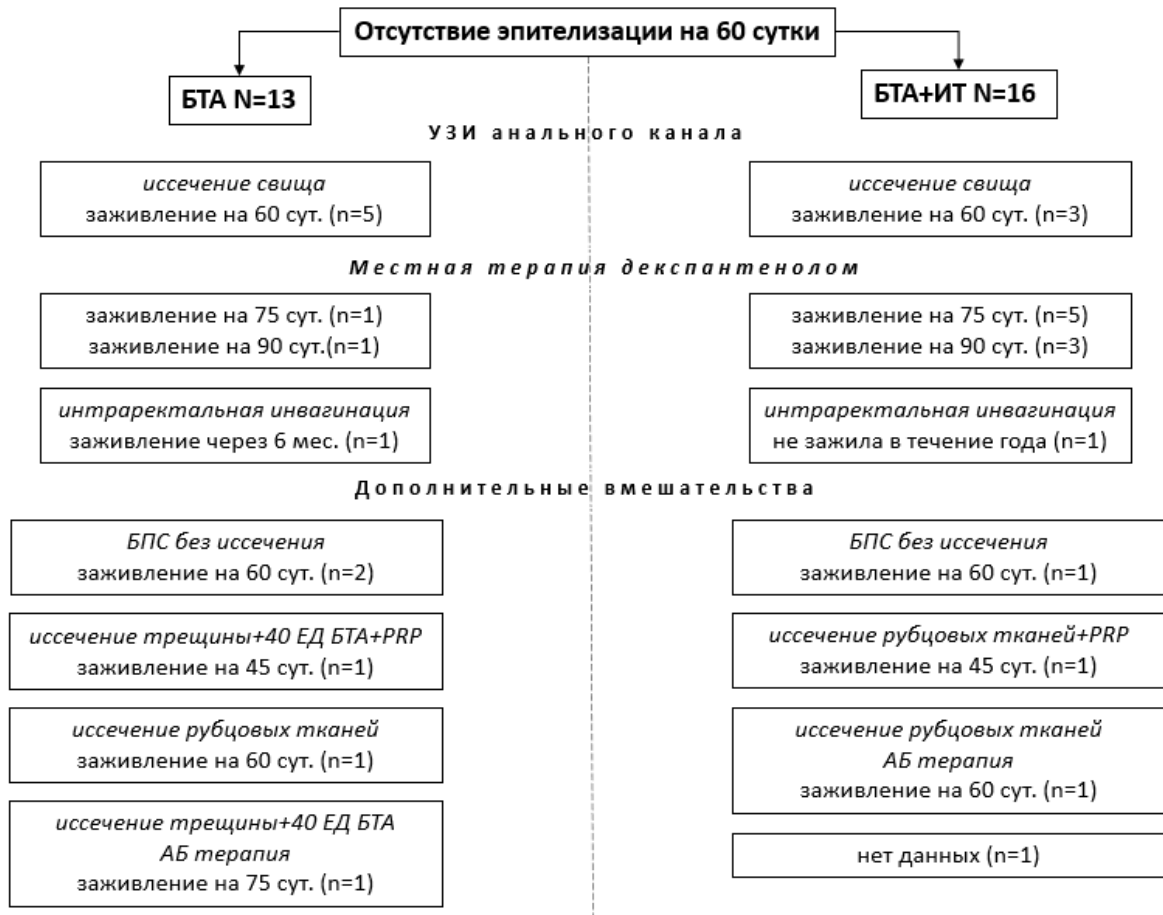 Отсутствие эпителизации на 60 сутки
БТА N=13
БТА+ИТ N=16
УЗИ анального канала
иссечение свища
заживление на 60 сут. (n=5)
иссечение свища
заживление на 60 сут. (n=3)
Местная терапия декспантенолом
заживление на 75 сут. (n=1)
заживление на 90 сут.(n=1)
заживление на 75 сут. (n=5)
заживление на 90 сут. (n=3)
интраректальная инвагинация
заживление через 6 мес. (n=1)
интраректальная инвагинация
не зажила в течение года (n=1)
Дополнительные вмешательства
БПС без иссечения
заживление на 60 сут. (n=2)
БПС без иссечения
заживление на 60 сут. (n=1)
иссечение трещины+40 ЕД БТА+PRP
заживление на 45 сут. (n=1)
иссечение рубцовых тканей+PRP
заживление на 45 сут. (n=1)
иссечение рубцовых тканей
заживление на 60 сут. (n=1)
иссечение рубцовых тканей
АБ терапия
заживление на 60 сут. (n=1)
иссечение трещины+40 ЕД БТА
АБ терапия
заживление на 75 сут. (n=1)
нет данных (n=1)